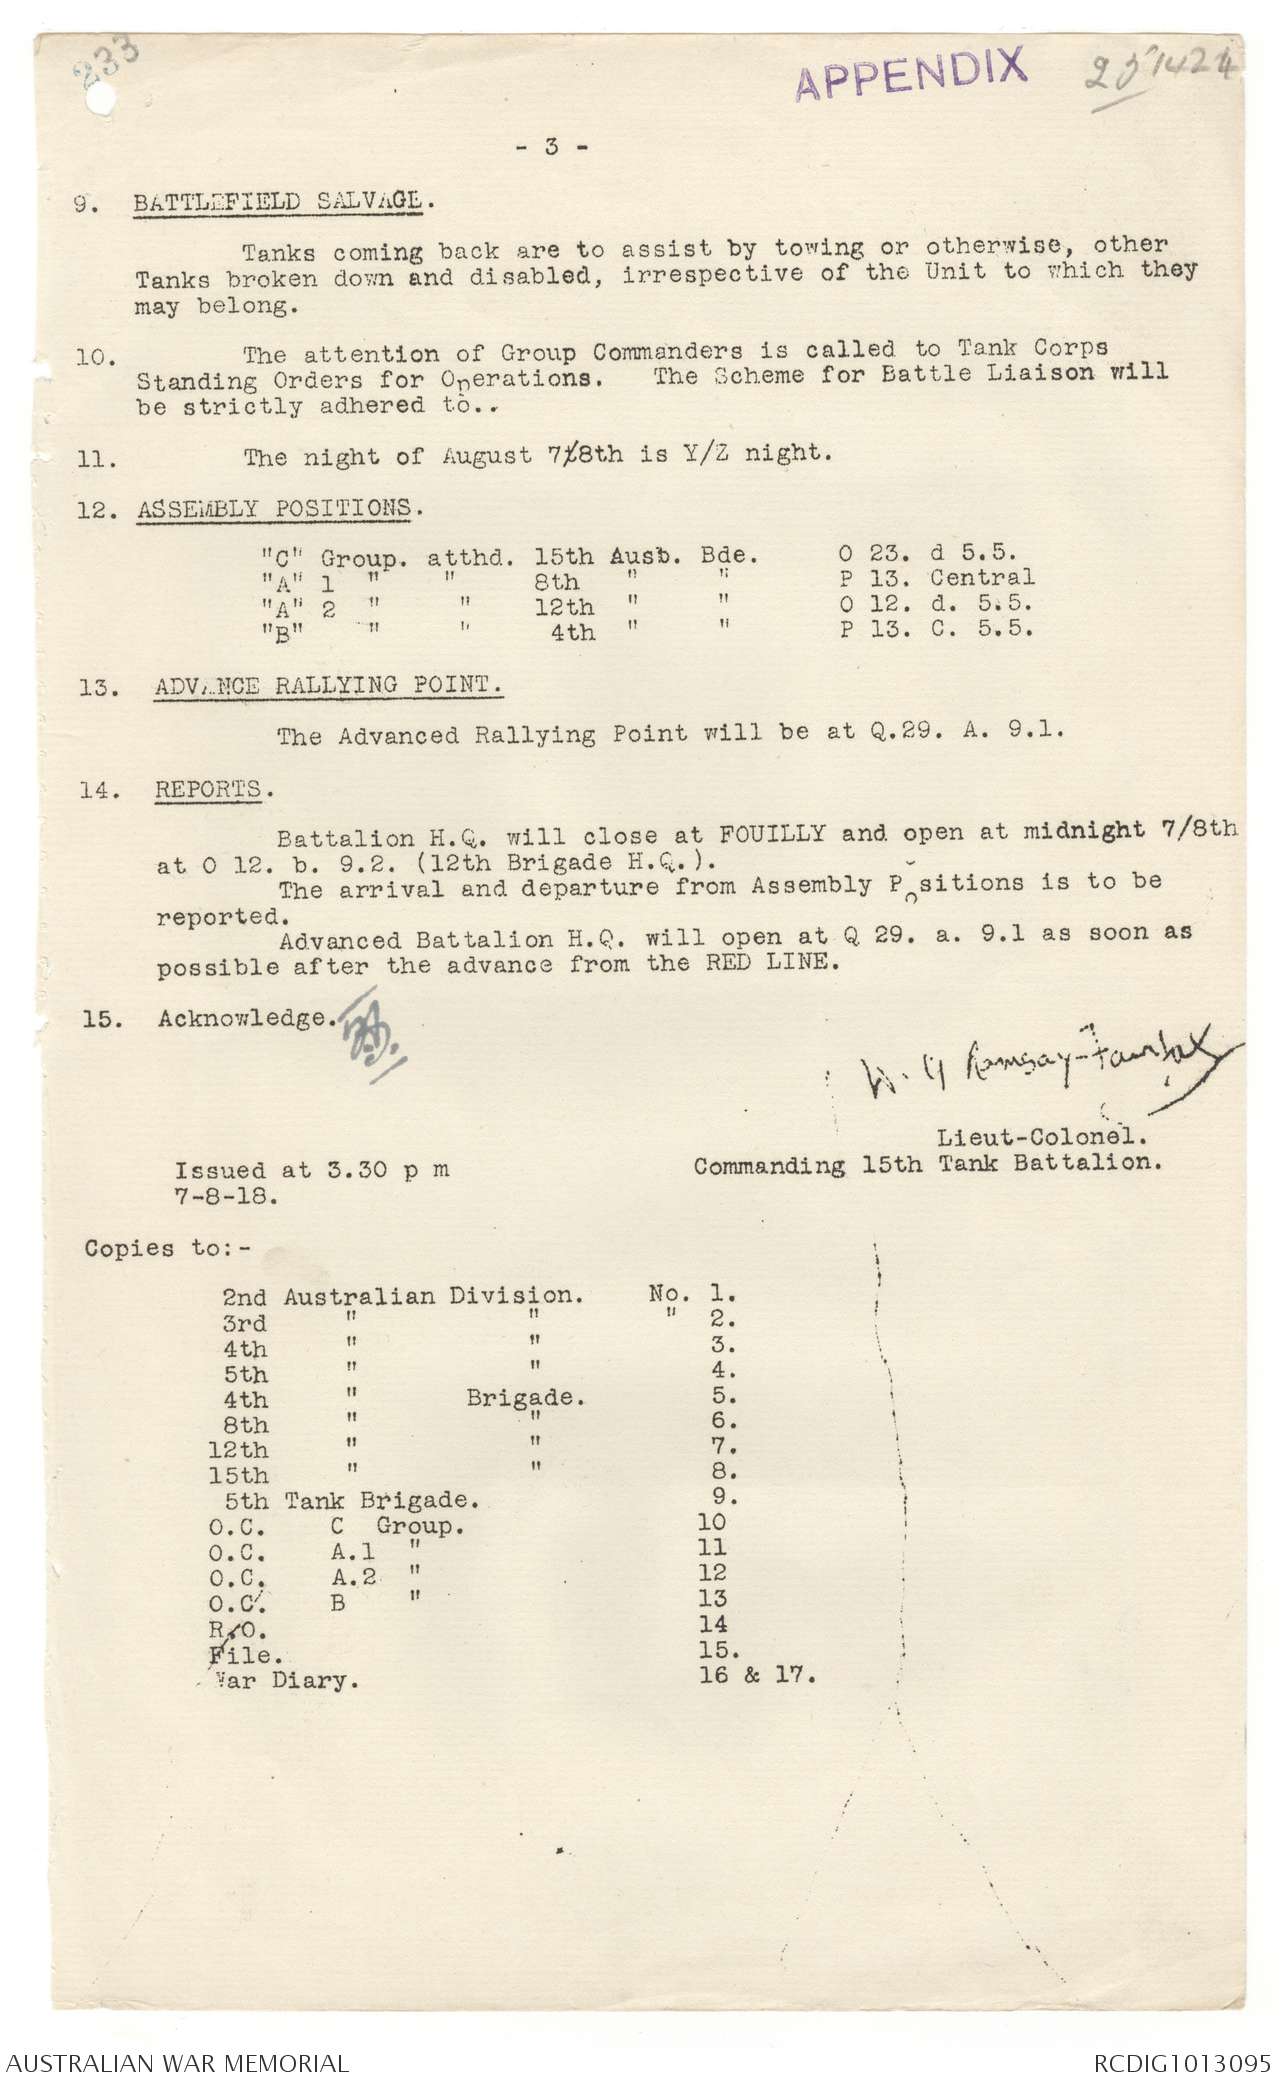 233
APPENDIX
1424
- 3 -
9. BATTLEFIELD SALVAGE.
Tanks coming back are to assist by towing or otherwise, other
Tanks broken down and disabled, irrespective of the Unit to which they
may belong.
10. The attention of Group Commanders is called to Tank Corps
Standing Orders for Operations. The Scheme for Battle Liaison will
be strictly adhered to..
11. The night of August 7/8th is Y/Z night.
12. ASSEMBLY POSITIONS.
"C" Group. atthd. 15th Aust. Bde. O 23. d 5.5.
"A" 1 " " 8th " " P 13. Central
"A" 2 " " 12th " " O 12. d. 5.5.
"B" " " 4th " " P 13. C. 5.5.
13. ADVANCE RALLYING POINT.
The Advanced Rallying Point will be at Q.29. A. 9.1.
14. REPORTS.
Battalion H.Q. will close at FOUILLY and open at midnight 7/8th
at O 12. b. 9.2. (12th Brigade H.Q.).
The arrival and departure from Assembly Positions is to be
reported.
Advanced Battalion H.Q. will open at Q 29. a. 9.1 as soon as
possible after the advance from the RED LINE.
15. Acknowledge.
W. G Ramsay-Fairfax
Lieut-Colonel.
Issued at 3.30 p m Commanding 15th Tank Battalion.
7-8-18.
Copies to:-
2nd Australian Division. No. 1.
3rd " " " 2.
4th " " 3.
5th " " 4.
4th " Brigade. 5.
8th " " 6.
12th " " 7.
15th " " 8.
5th Tank Brigade. 9.
O.C. C Group. 10
O.C. A.1 " 11
O.C. A.2 " 12
O.C. B " 13
R.O. 14
File. 15.
War Diary. 16 & 17.
AUSTRALIAN WAR MEMORIAL RCDIG1013095